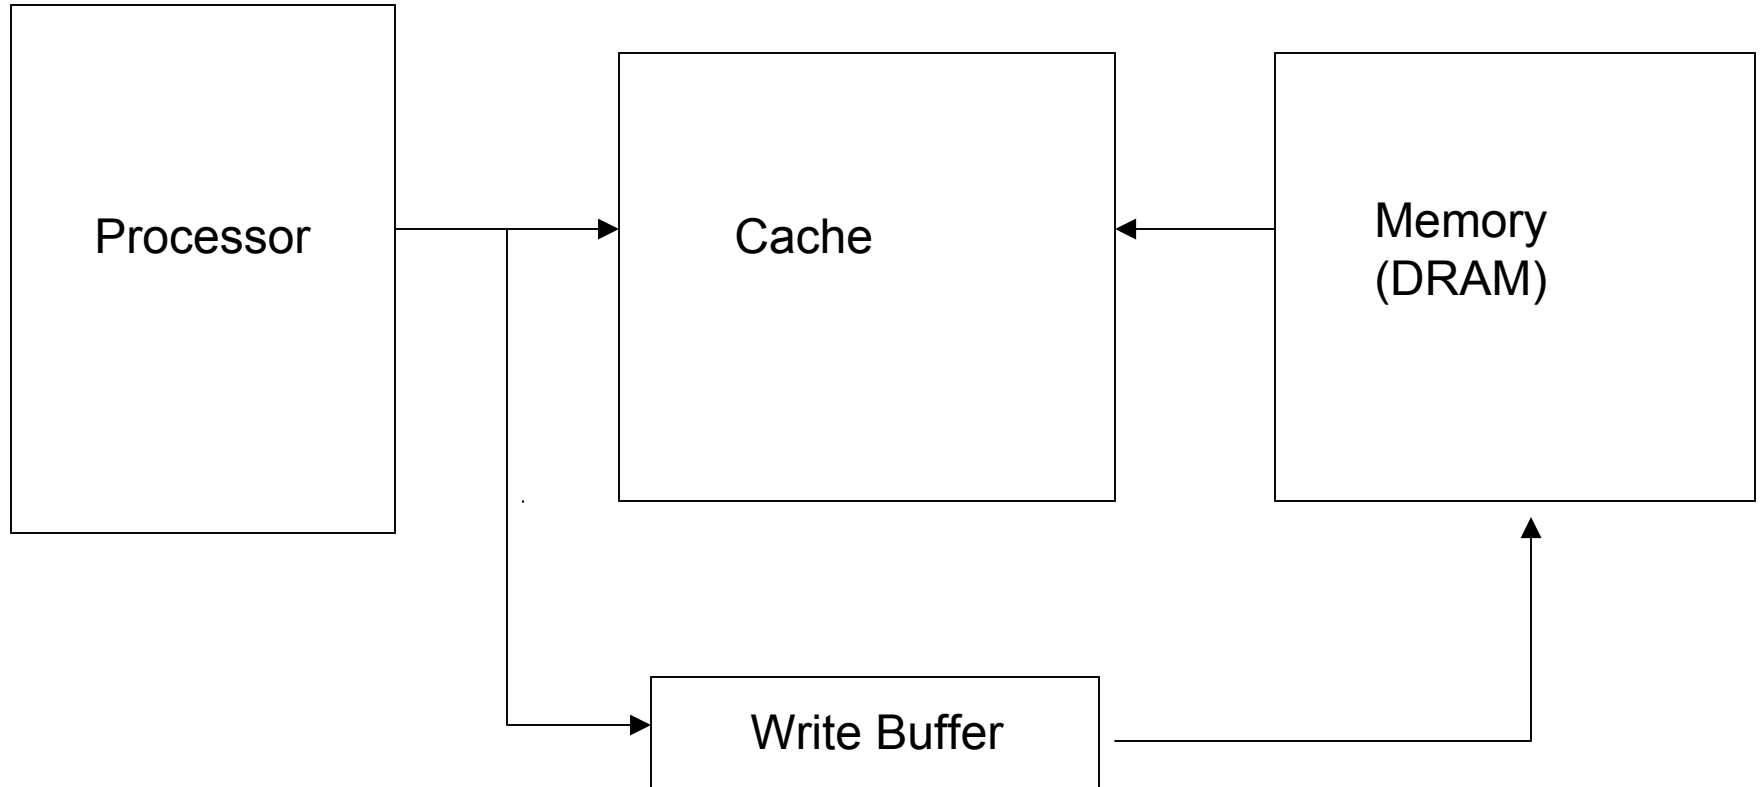 Processor
Cache
Memory
(DRAM)
Write Buffer